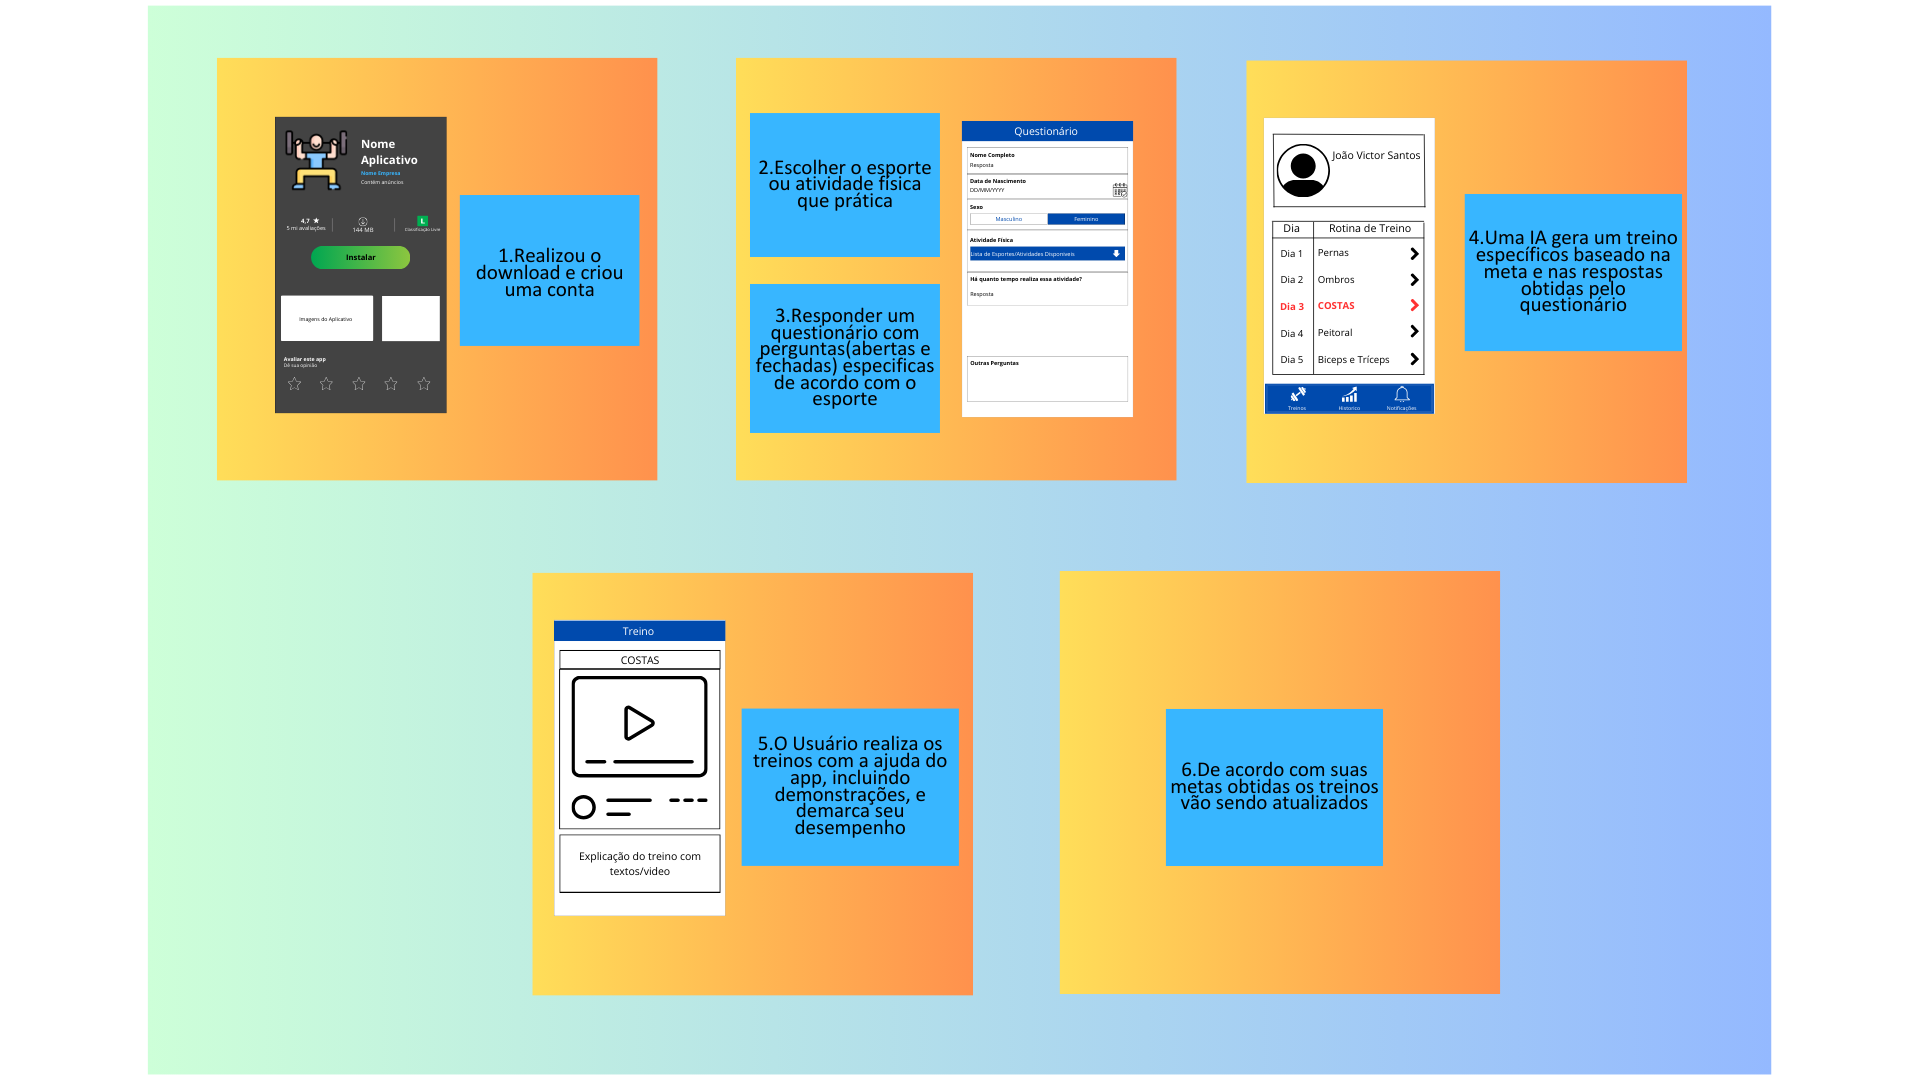 Nome
Aplicativo
Nome Empresa
Contém anúncios
4,7 ★
5 mi avaliações
144 MB
L
Classificação Livre
Instalar
Imagens do Aplicativo
Avaliar este app
Dê sua opinião
1.Realizou o
download e criou
uma conta
2.Escolher o esporte
ou atividade física
que prática
3.Responder um
questionário com
perguntas(abertas e
fechadas) especificas
de acordo com o
esporte
Questionário
Nome Completo
Resposta
Data de Nascimento
DD/MM/YYYY
Sexo
Masculino
Feminino
Atividade Física
Lista de Esportes/Atividades Disponíveis
Há quanto tempo realiza essa atividade?
Resposta
Outras Perguntas
João Victor Santos
Dia Rotina de Treino
Dia 1 Pernas
Dia 2 Ombros
Dia 3 COSTAS
Dia 4 Peitoral
Dia 5 Biceps e Tríceps
Treinos Historico Notificações
4.Uma IA gera um treino
específicos baseado na
meta e nas respostas
obtidas pelo
questionário
Treino
COSTAS
Explicação do treino com
textos/video
5.O Usuário realiza os
treinos com a ajuda do
app, incluindo
demonstrações, e
demarca seu
desempenho
6.De acordo com suas
metas obtidas os treinos
vão sendo atualizados